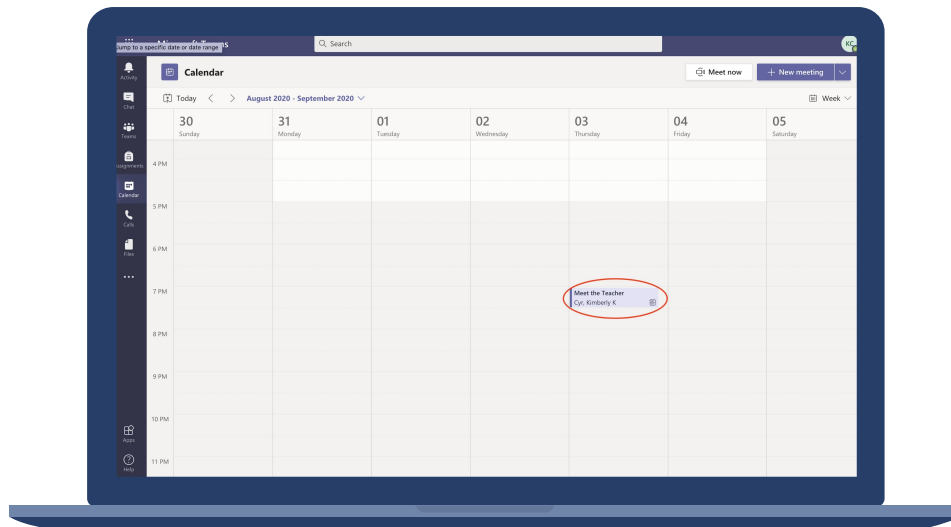 Jump to a specific date or date range
Search
KC
Activity
Chat
Teams
Assignments
Calendar
Calls
Files
Apps
Help
Calendar
Meet now
New meeting
Today
August 2020 - September 2020
Week
30
Sunday
31
Monday
01
Tuesday
02
Wednesday
03
Thursday
04
Friday
05
Saturday
4 PM
5 PM
6 PM
7 PM
Meet the Teacher
Cyr, Kimberly K
8 PM
9 PM
10 PM
11 PM